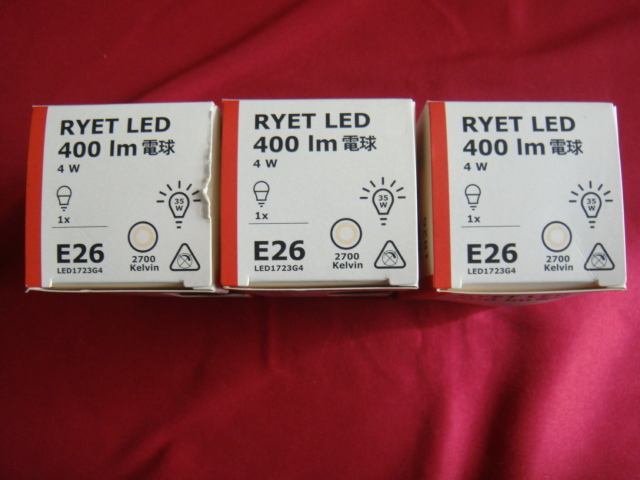 RYET LED
400 lm 電球
4 W
35
W
1x
E26
2700
Kelvin
LED1723G4
RYET LED
400 lm 電球
4 W
35
W
1x
E26
2700
Kelvin
LED1723G4
RYET LED
400 lm 電球
4 W
35
W
1x
E26
2700
Kelvin
LED1723G4